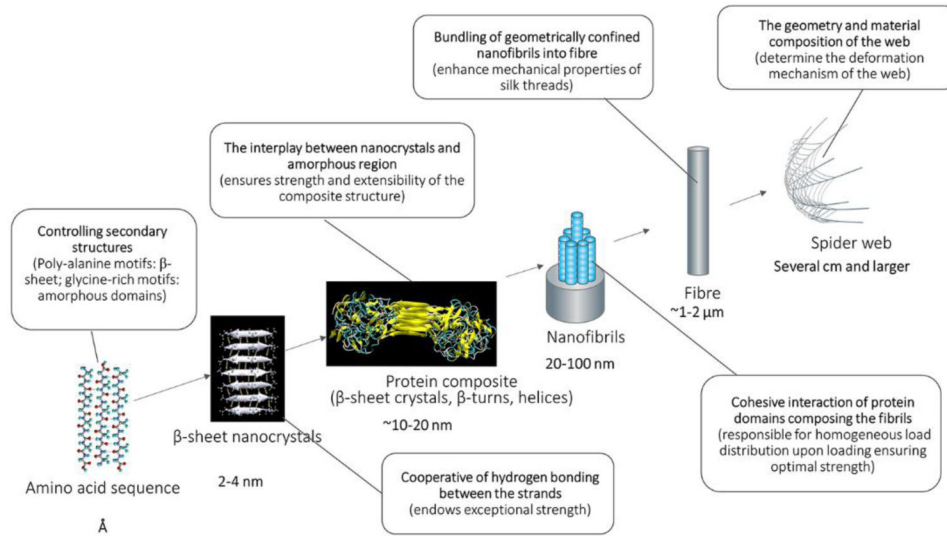 The geometry and material
composition of the web
(determine the deformation
mechanism of the web)
Bundling of geometrically confined
nanofibrils into fibre
(enhance mechanical properties of
silk threads)
The interplay between nanocrystals and
amorphous region
(ensures strength and extensibility of the
composite structure)
Controlling secondary
structures
(Poly-alanine motifs: β-
sheet; glycine-rich motifs:
amorphous domains)
Spider web
Several cm and larger
Fibre
~1-2 μm
Nanofibrils
20-100 nm
Protein composite
(β-sheet crystals, β-turns, helices)
~10-20 nm
β-sheet nanocrystals
2-4 nm
Amino acid sequence
Å
Cohesive interaction of protein
domains composing the fibrils
(responsible for homogeneous load
distribution upon loading ensuring
optimal strength)
Cooperative of hydrogen bonding
between the strands
(endows exceptional strength)